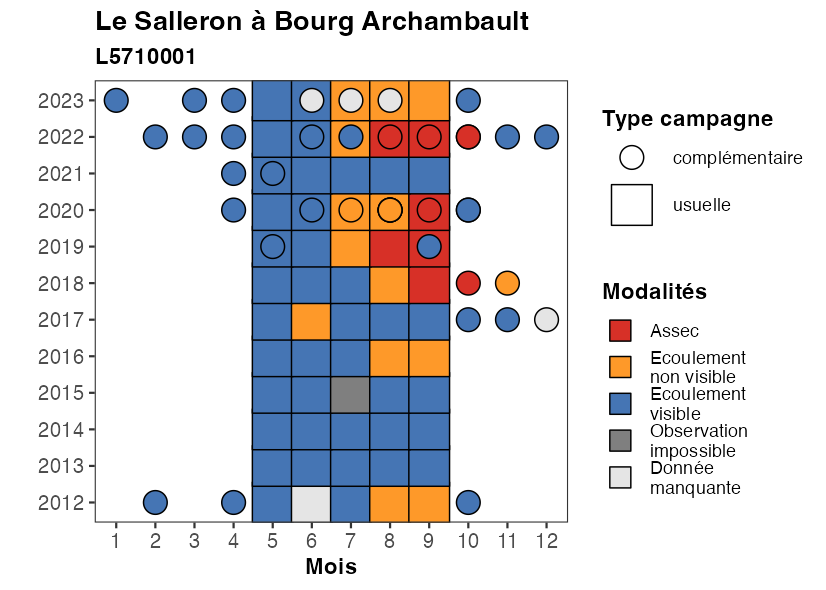 Le Salleron à Bourg Archambault
L5710001
2023
2022
2021
2020
2019
2018
2017
2016
2015
2014
2013
2012
1 2 3 4 5 6 7 8 9 10 11 12
Mois
Type campagne
complémentaire
usuelle
Modalités
Assec
Ecoulement
non visible
Ecoulement
visible
Observation
impossible
Donnée
manquante